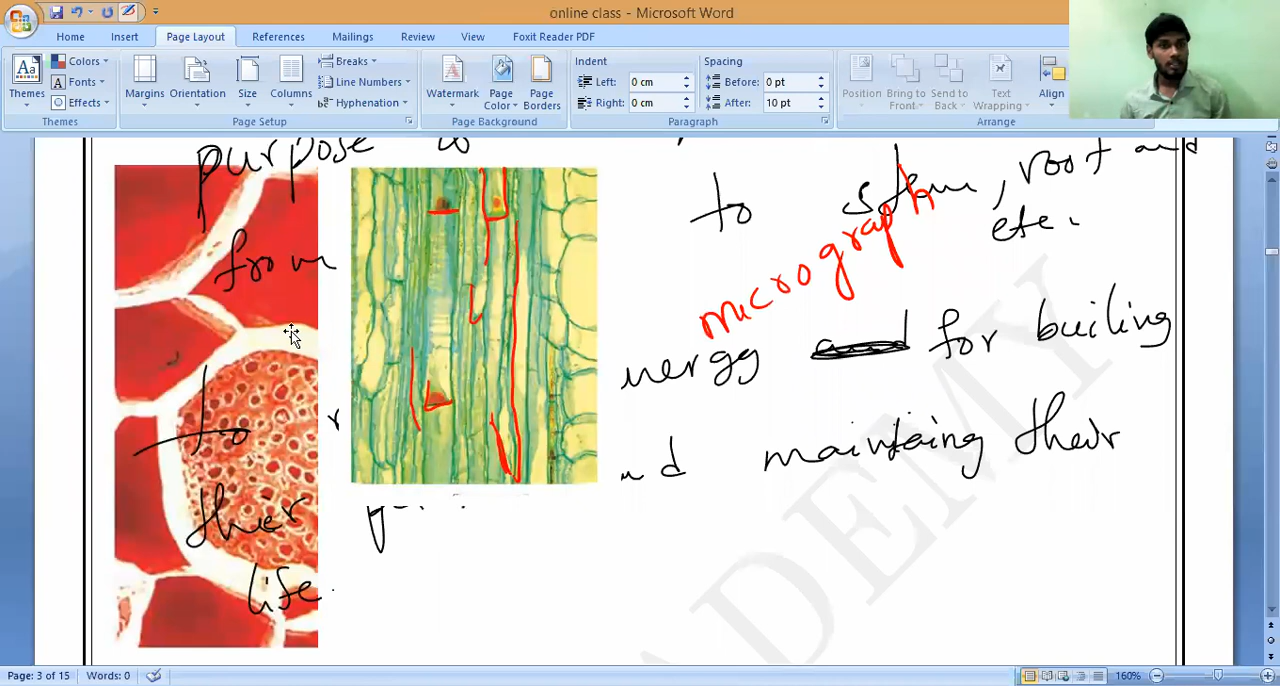 online class - Microsoft Word
Home Insert Page Layout References Mailings Review View Foxit Reader PDF
Themes Colors Fonts Effects Margins Orientation Size Columns Breaks Line Numbers Hyphenation Watermark Page Color Page Borders Indent Left: 0 cm Right: 0 cm Spacing Before: 0 pt After: 10 pt Position Bring to Front Send to Back Text Wrapping Align
Themes Page Setup Page Background Paragraph Arrange
purpose
to stem, root and
etc.
from
micrograph
for builing
to
maintaing their
their
life.
ADEMY
Page: 3 of 15 Words: 0 160%